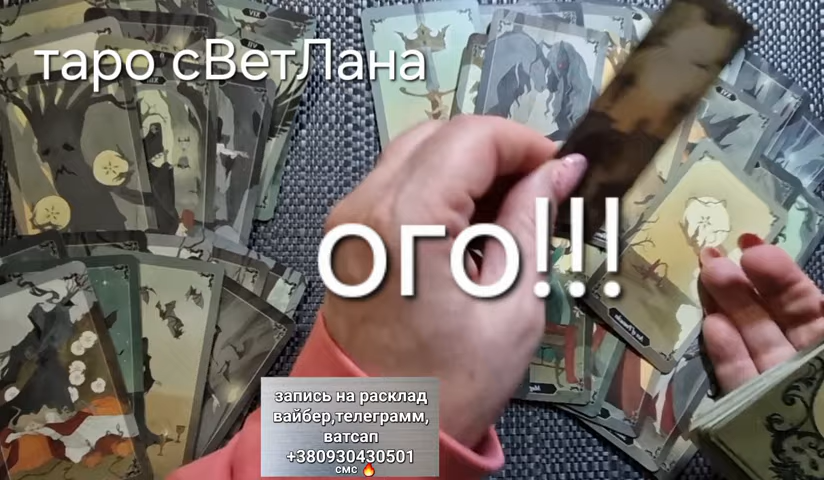 таро сВетЛана
ого!!!
запись на расклад
вайбер,телеграмм,
ватсап
+380930430501
смс 🔥